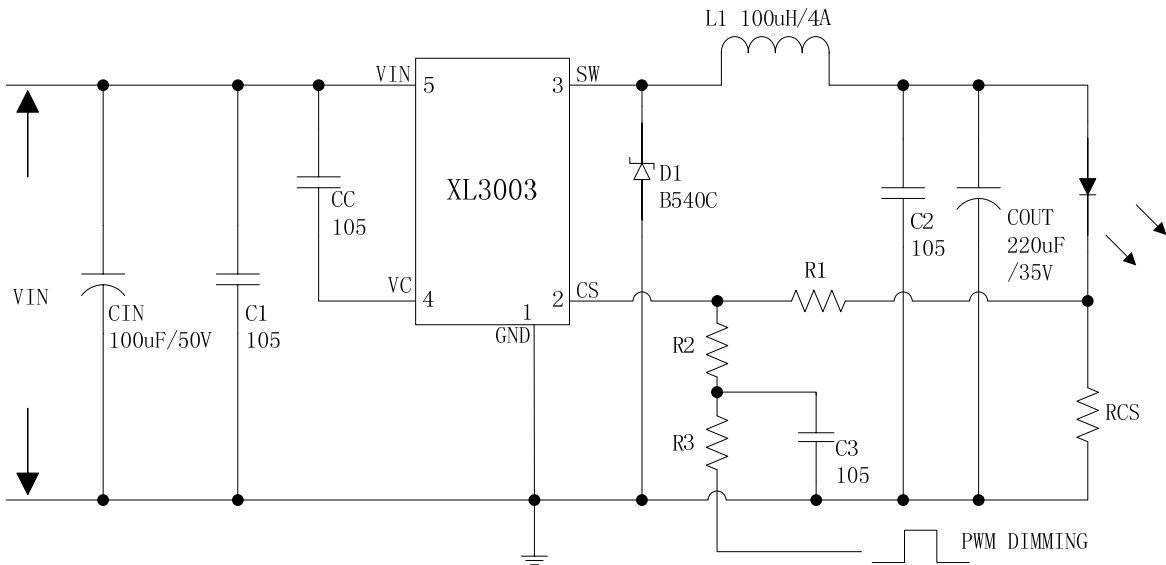 L1 100uH/4A
VIN
5
3
SW
XL3003
CC
105
D1
B540C
C2
105
COUT
220uF
/35V
R1
VIN
CIN
100uF/50V
C1
105
VC
4
2
CS
1
GND
R2
R3
C3
105
RCS
PWM DIMMING